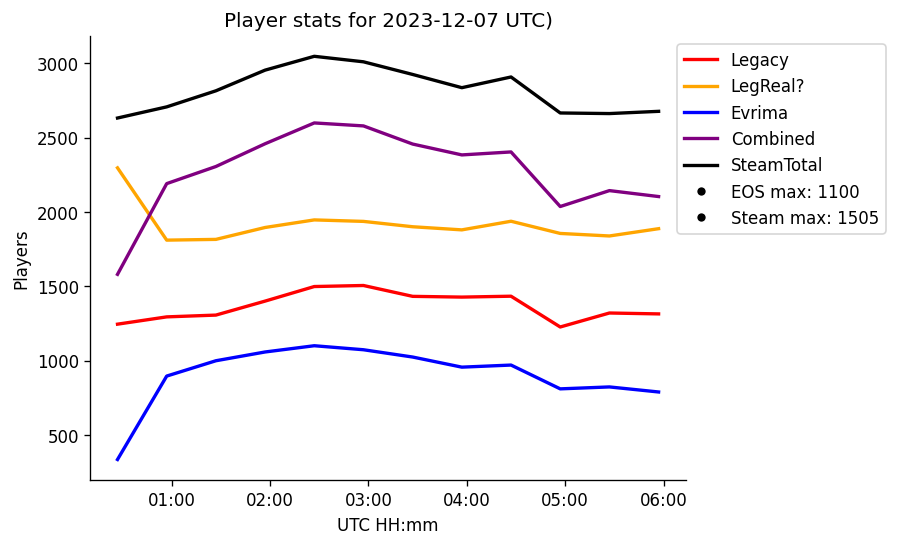 Player stats for 2023-12-07 UTC)
Players
3000
2500
2000
1500
1000
500
01:00 02:00 03:00 04:00 05:00 06:00
UTC HH:mm
Legacy
LegReal?
Evrima
Combined
SteamTotal
EOS max: 1100
Steam max: 1505